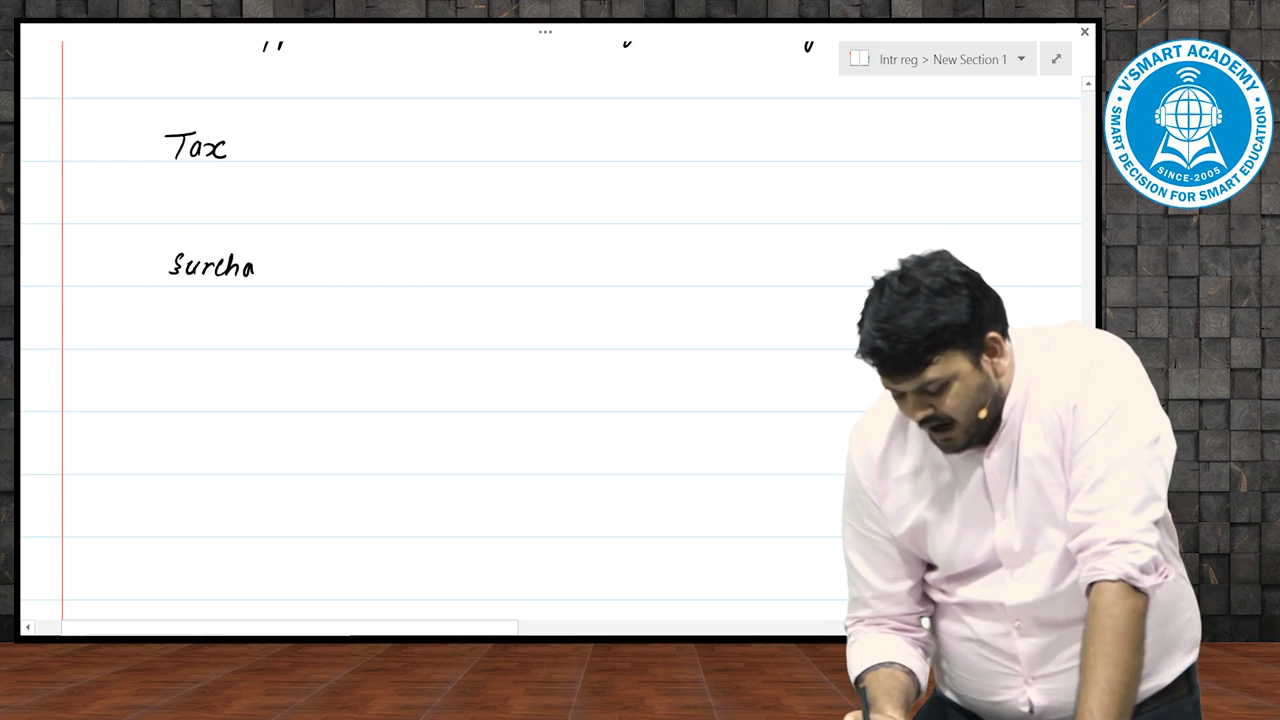 Intr reg > New Section 1
Tax
Surcha
V'SMART ACADEMY
SINCE-2005
SMART DECISION FOR SMART EDUCATION